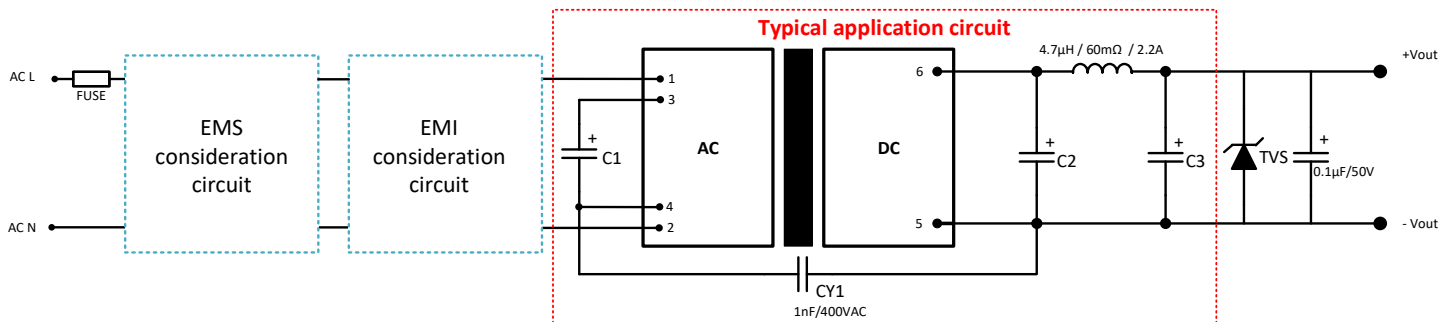 Typical application circuit
4.7µH / 60mΩ / 2.2A
AC L
FUSE
1
3
6
+Vout
EMS
consideration
circuit
EMI
consideration
circuit
+
C1
AC
DC
+
C2
+
C3
TVS
+
0.1µF/50V
4
2
5
AC N
- Vout
CY1
1nF/400VAC